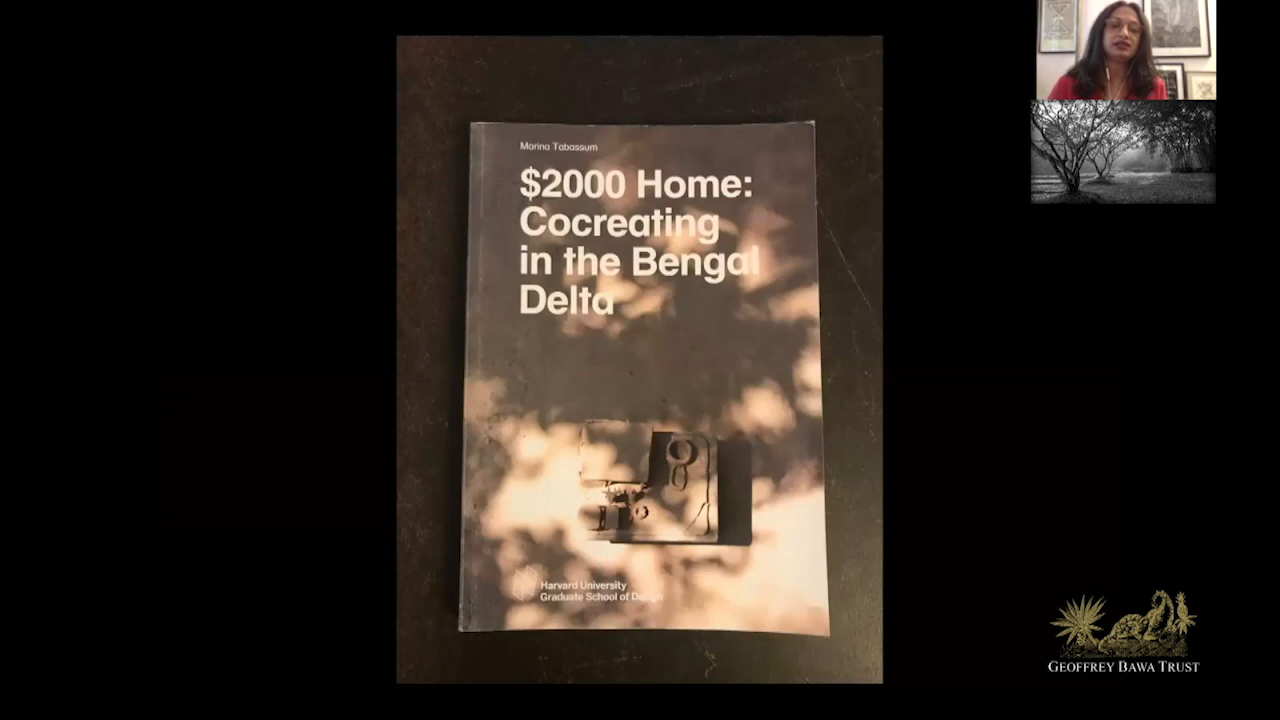 Marina Tabassum
$2000 Home:
Cocreating
in the Bengal
Delta
Harvard University
Graduate School of Design
GEOFFREY BAWA TRUST